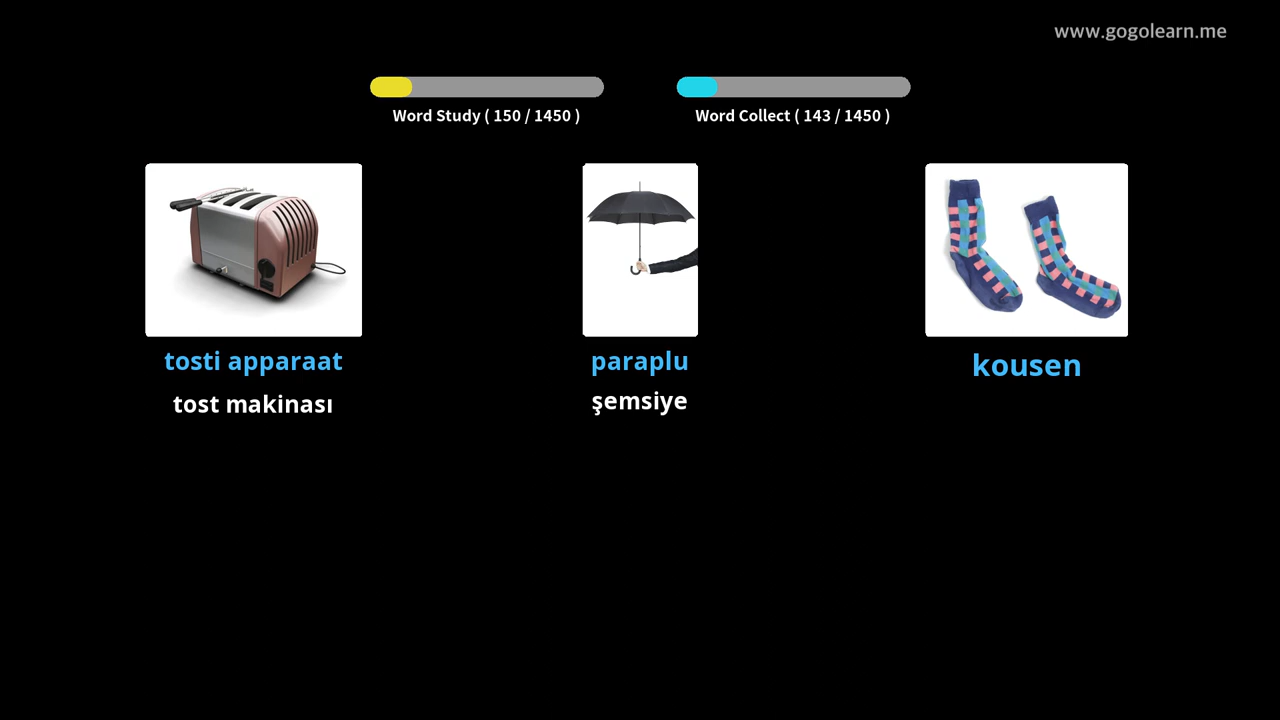 www.gogolearn.me
Word Study ( 150 / 1450 )
Word Collect ( 143 / 1450 )
tosti apparaat
paraplu
kousen
tost makinası
şemsiye